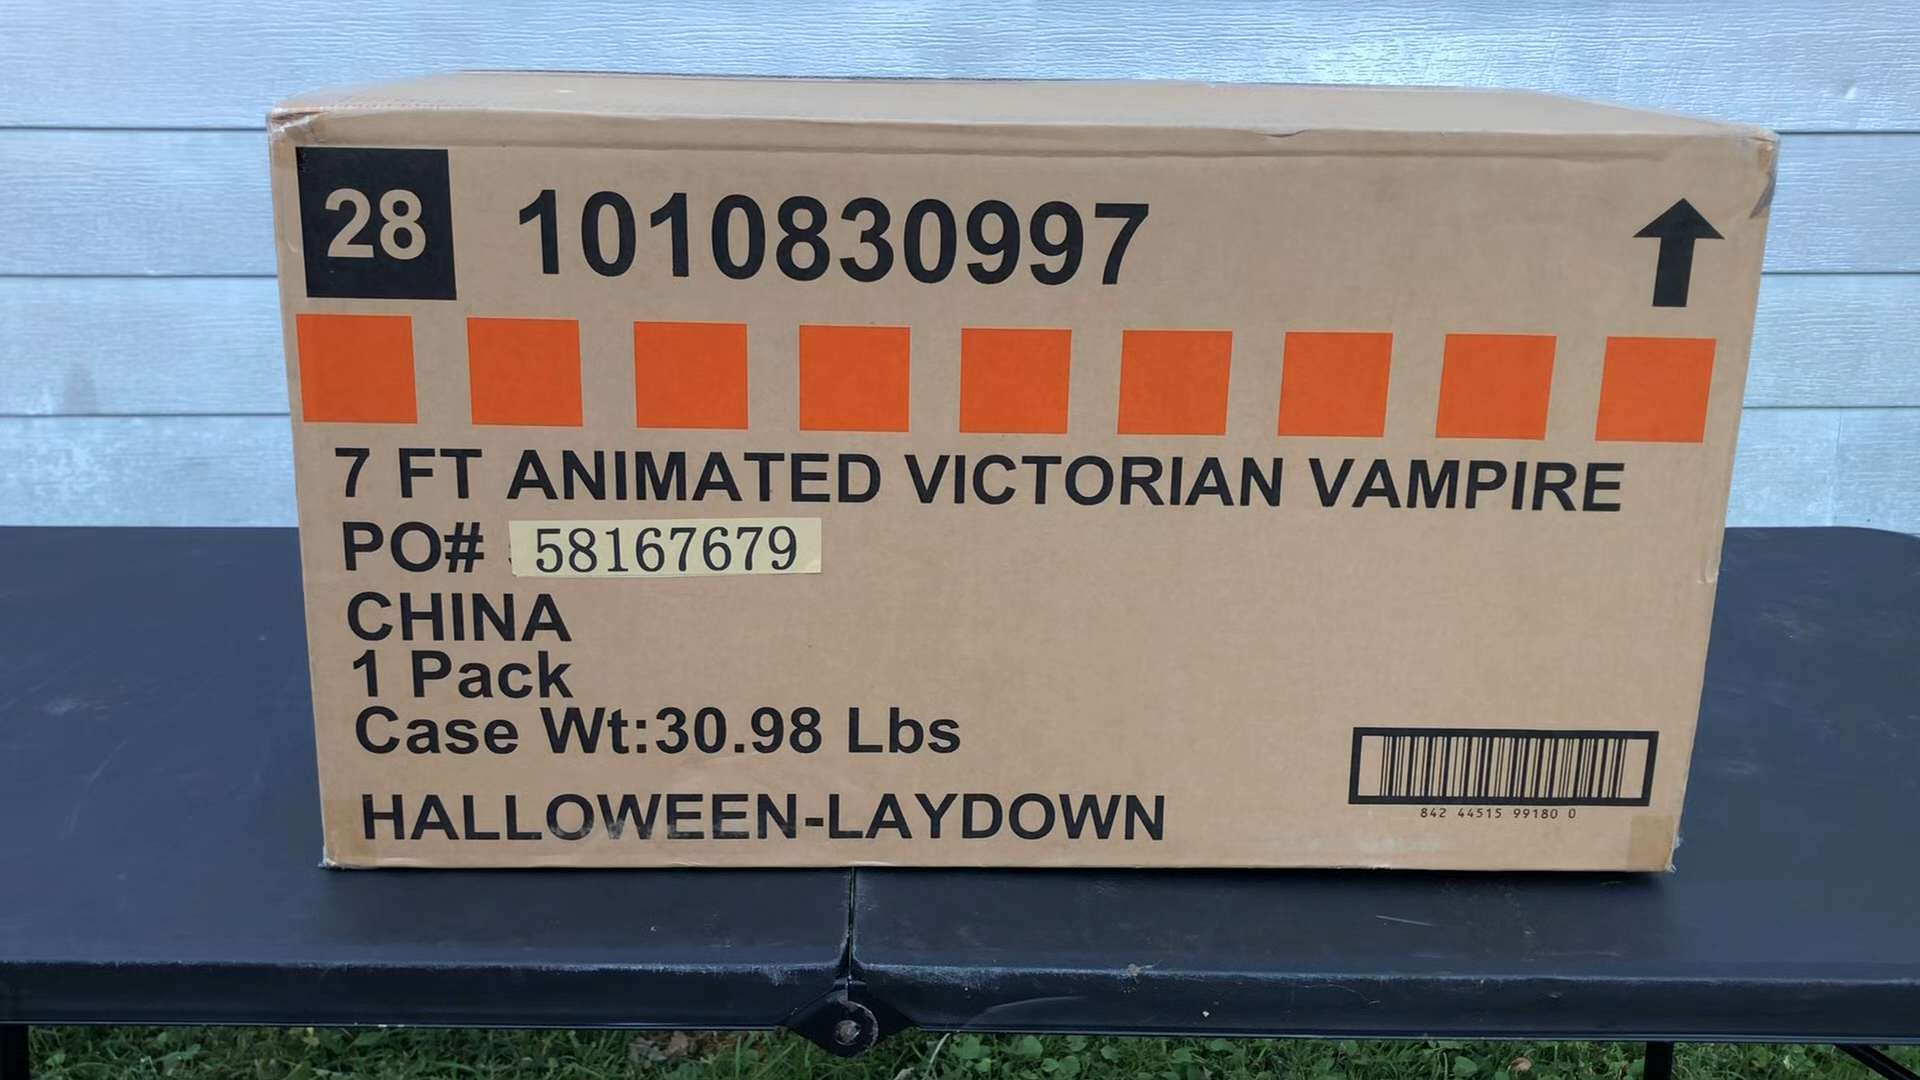 28 1010830997
7 FT ANIMATED VICTORIAN VAMPIRE
PO# 58167679
CHINA
1 Pack
Case Wt:30.98 Lbs
HALLOWEEN-LAYDOWN
842 44515 99180 0